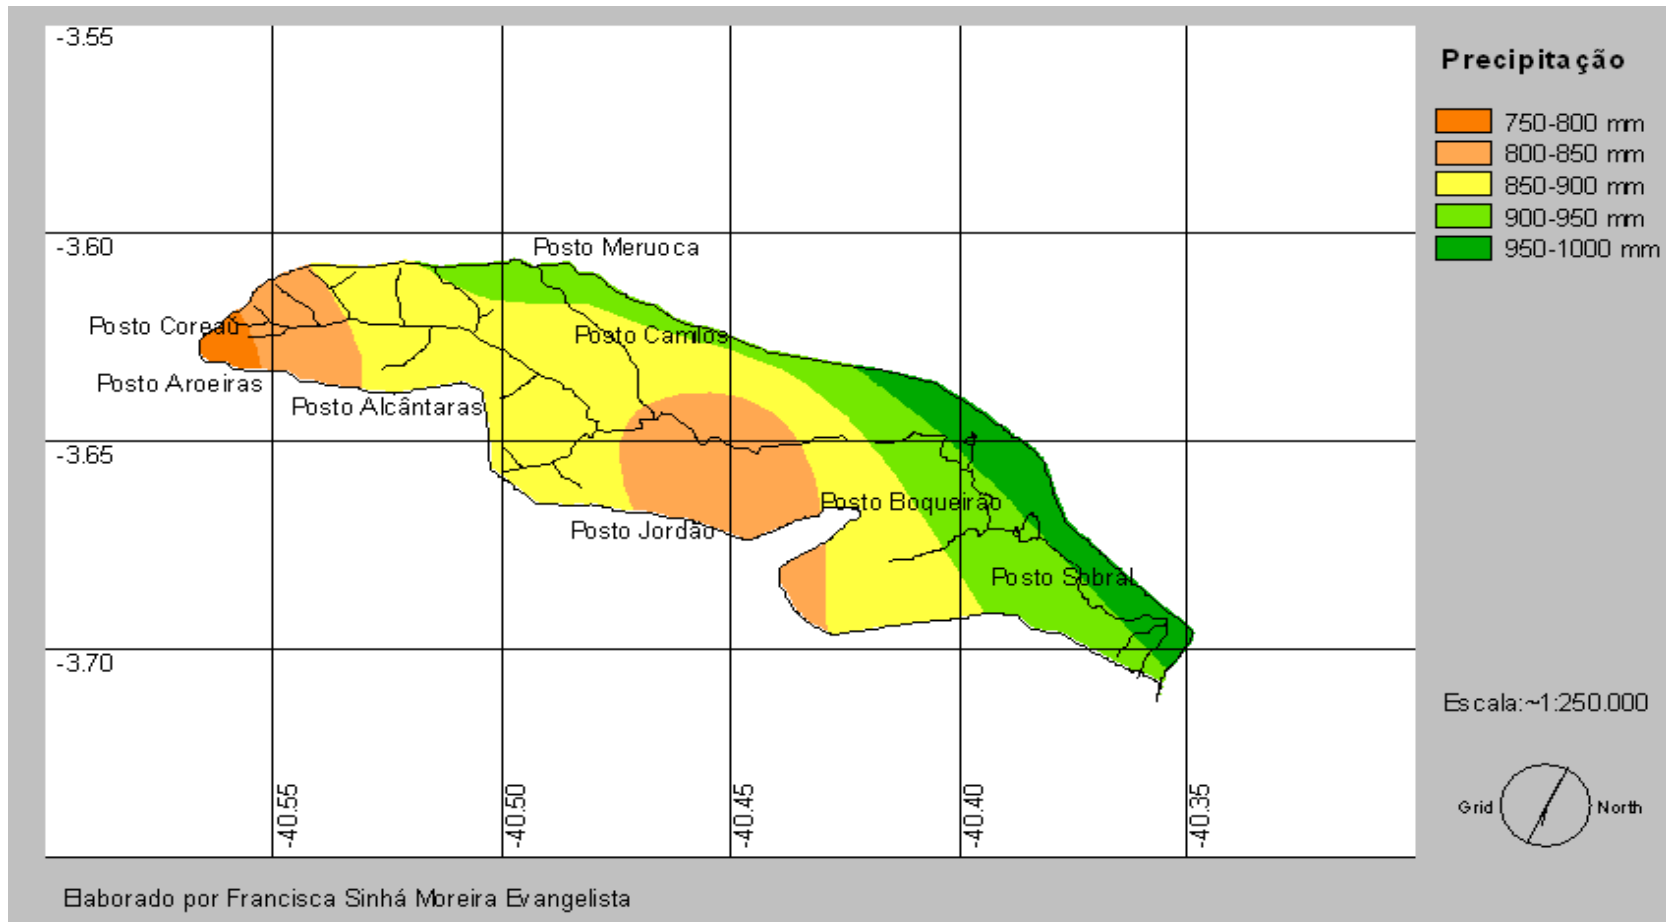 -3.55
Precipitação
750-800 mm
800-850 mm
850-900 mm
900-950 mm
950-1000 mm
-3.60
Posto Meruoca
Posto Coreaú
Posto Camilos
Posto Aroeiras
Posto Alcântaras
-3.65
Posto Boqueirão
Posto Jordão
Posto Sobral
-3.70
Escala:~1:250.000
-40.55
-40.50
-40.45
-40.40
-40.35
Grid
North
Elaborado por Francisca Sinhá Moreira Evangelista